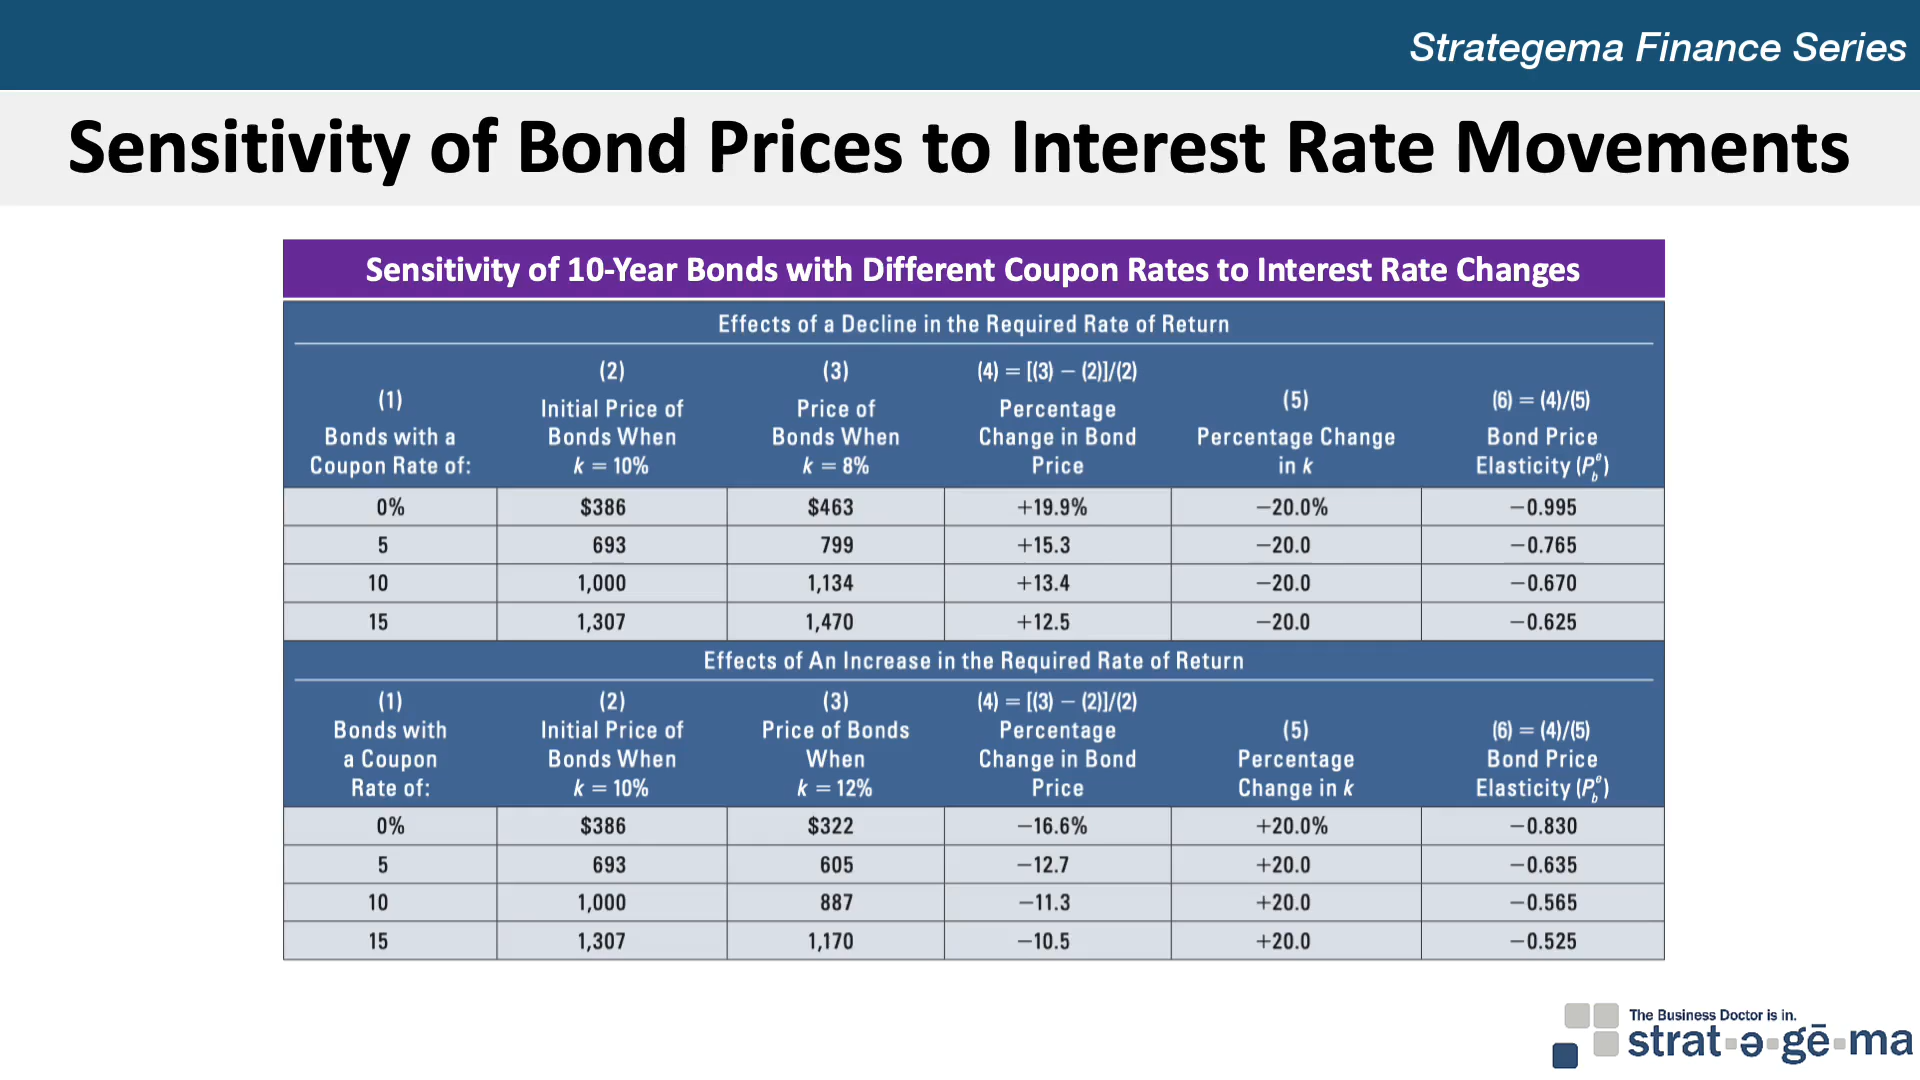 Strategema Finance Series
Sensitivity of Bond Prices to Interest Rate Movements
Sensitivity of 10-Year Bonds with Different Coupon Rates to Interest Rate Changes
Effects of a Decline in the Required Rate of Return
(1) Bonds with a Coupon Rate of: (2) Initial Price of Bonds When k = 10% (3) Price of Bonds When k = 8% (4) = [(3) − (2)]/(2) Percentage Change in Bond Price (5) Percentage Change in k (6) = (4)/(5) Bond Price Elasticity (P_b^e)
0% $386 $463 +19.9% −20.0% −0.995
5 693 799 +15.3 −20.0 −0.765
10 1,000 1,134 +13.4 −20.0 −0.670
15 1,307 1,470 +12.5 −20.0 −0.625
Effects of An Increase in the Required Rate of Return
(1) Bonds with a Coupon Rate of: (2) Initial Price of Bonds When k = 10% (3) Price of Bonds When k = 12% (4) = [(3) − (2)]/(2) Percentage Change in Bond Price (5) Percentage Change in k (6) = (4)/(5) Bond Price Elasticity (P_b^e)
0% $386 $322 −16.6% +20.0% −0.830
5 693 605 −12.7 +20.0 −0.635
10 1,000 887 −11.3 +20.0 −0.565
15 1,307 1,170 −10.5 +20.0 −0.525
The Business Doctor is in.
strat▪ə▪gē▪ma